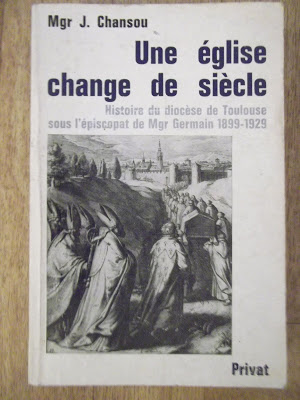 Mgr J. Chansou
Une église
change de siècle
Histoire du diocèse de Toulouse
sous l'épiscopat de Mgr Germain 1899-1929
Privat